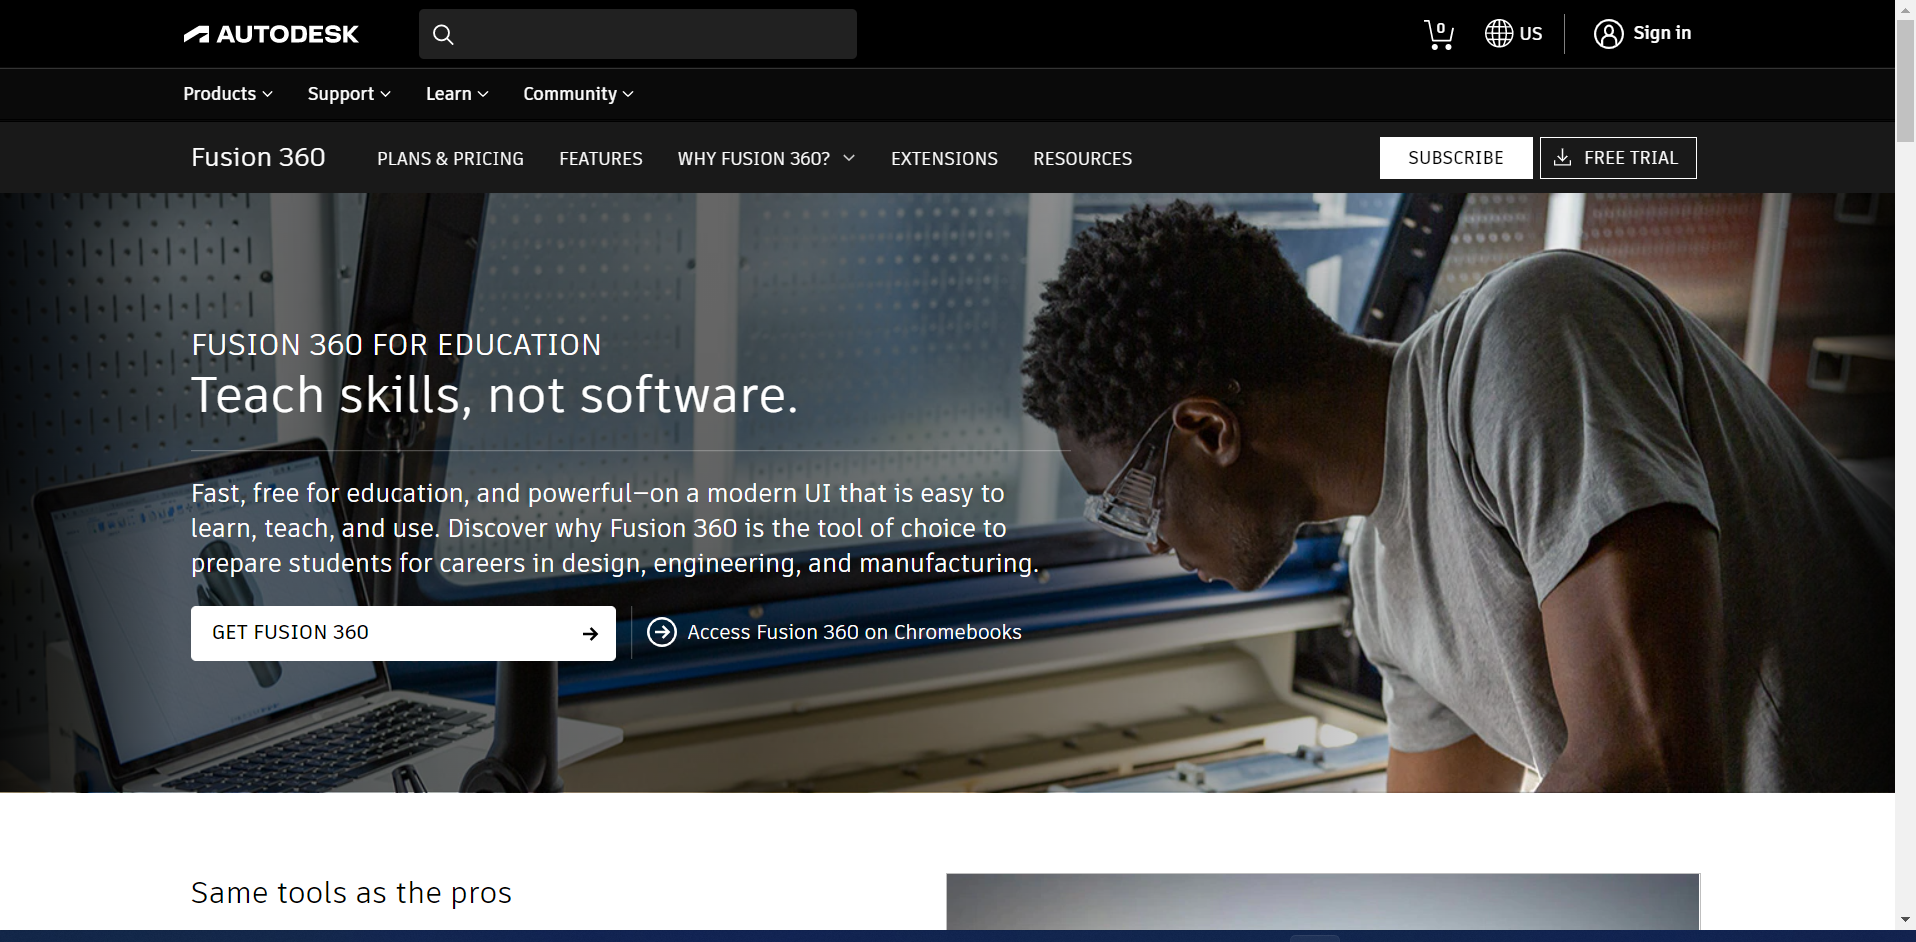 AUTODESK
0
US
Sign in
Products
Support
Learn
Community
Fusion 360
PLANS & PRICING
FEATURES
WHY FUSION 360?
EXTENSIONS
RESOURCES
SUBSCRIBE
FREE TRIAL
FUSION 360 FOR EDUCATION
Teach skills, not software.
Fast, free for education, and powerful—on a modern UI that is easy to
learn, teach, and use. Discover why Fusion 360 is the tool of choice to
prepare students for careers in design, engineering, and manufacturing.
GET FUSION 360
Access Fusion 360 on Chromebooks
Same tools as the pros